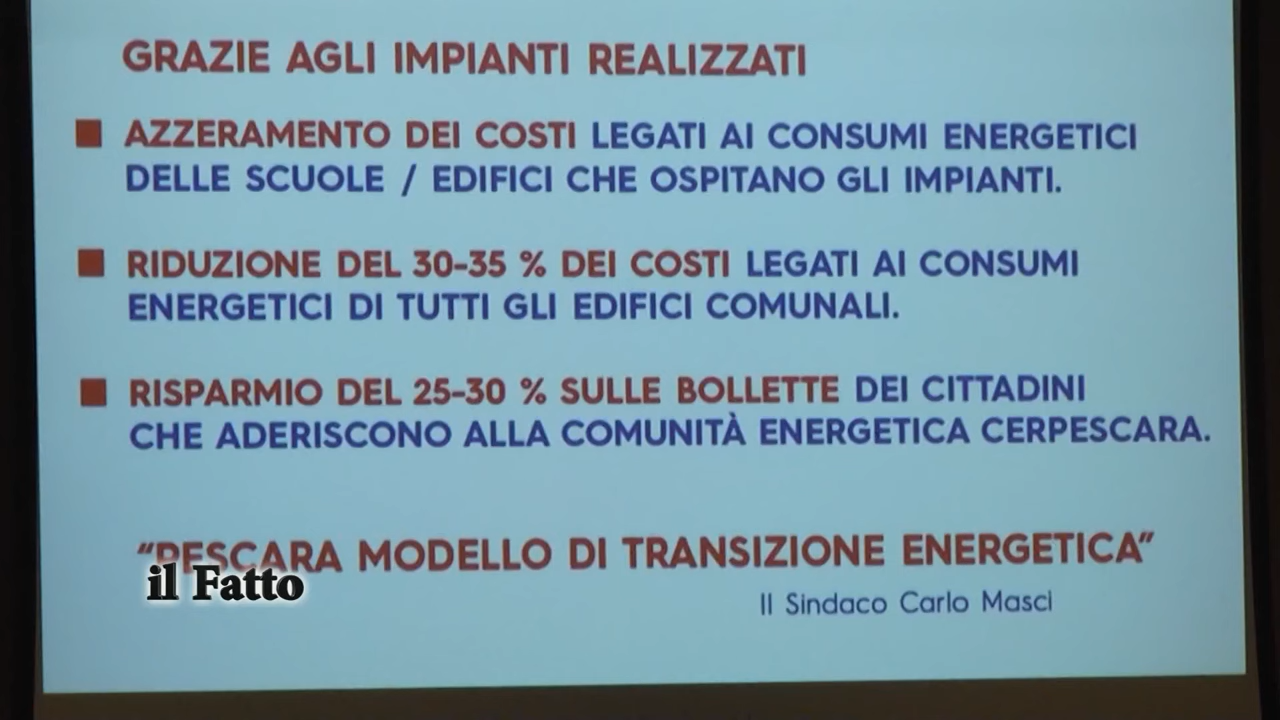 GRAZIE AGLI IMPIANTI REALIZZATI
AZZERAMENTO DEI COSTI LEGATI AI CONSUMI ENERGETICI
DELLE SCUOLE / EDIFICI CHE OSPITANO GLI IMPIANTI.
RIDUZIONE DEL 30-35 % DEI COSTI LEGATI AI CONSUMI
ENERGETICI DI TUTTI GLI EDIFICI COMUNALI.
RISPARMIO DEL 25-30 % SULLE BOLLETTE DEI CITTADINI
CHE ADERISCONO ALLA COMUNITÀ ENERGETICA CERPESCARA.
“PESCARA MODELLO DI TRANSIZIONE ENERGETICA”
il Fatto
Il Sindaco Carlo Masci